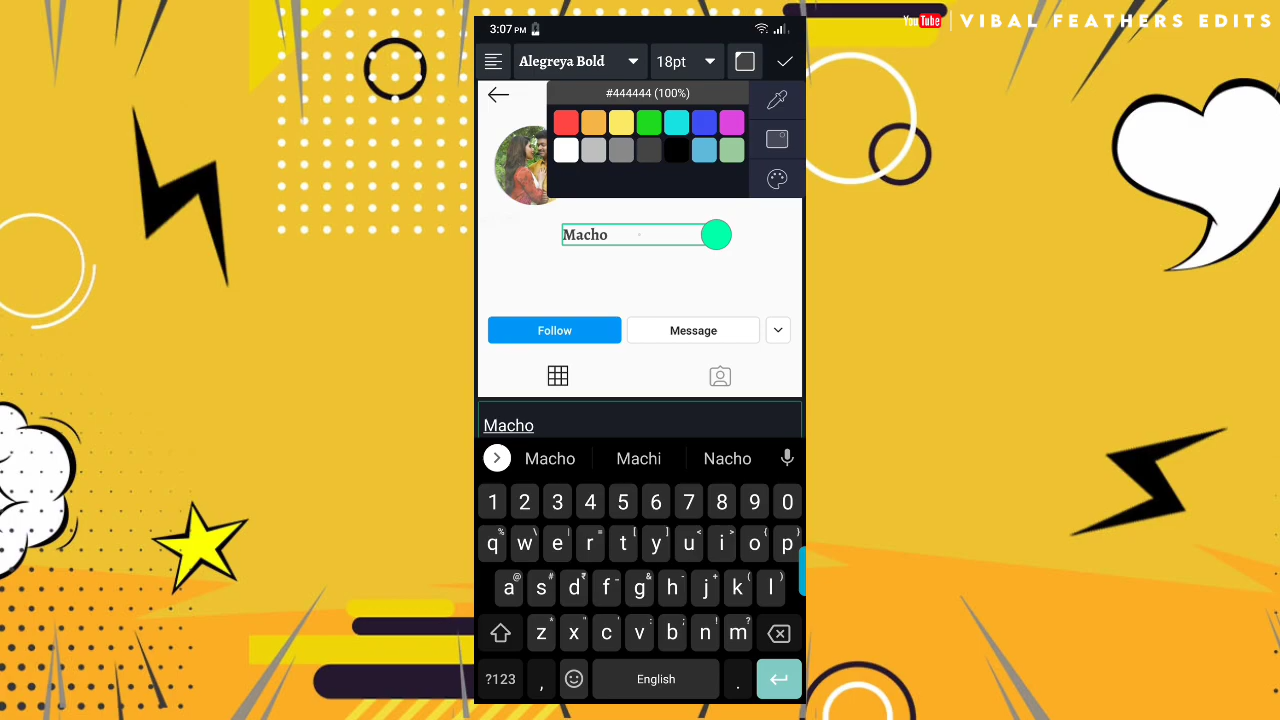 YouTube | VIBAL FEATHERS EDITS
3:07 PM
Alegreya Bold 18pt
#444444 (100%)
Macho
Follow Message
Macho
Macho Machi Nacho
1 2 3 4 5 6 7 8 9 0
q % w \ e | r = t [ y ] u < i > o { p }
a @ s # d ₹ f _ g & h - j + k ( l )
z * x " c ' v : b ; n ! m ?
?123 , English .